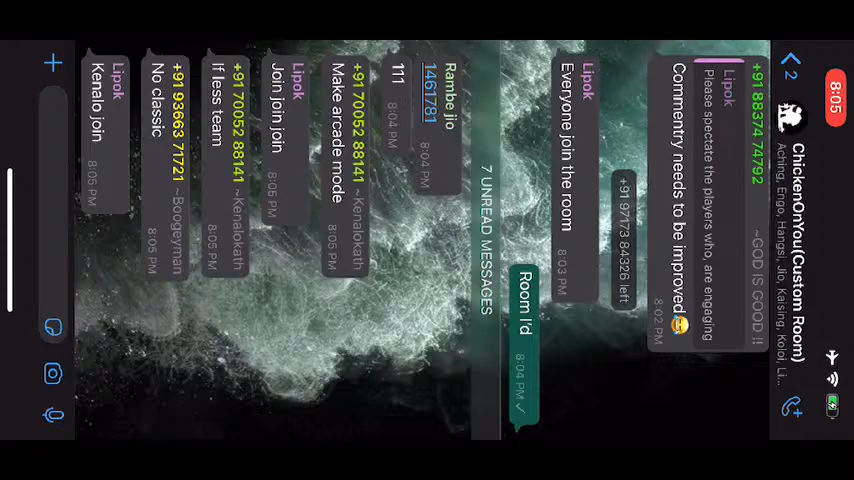 8:05
2
ChickenOnYou(Custom Room)
Aching, Engo, Hangsi, Jio, Kaising, Koloi, Li...
+91 88374 74792 ~GOD IS GOOD !!
Lipok
Please spectate the players who, are engaging
Commentry needs to be improved😂
8:02 PM
+91 97173 84326 left
Lipok
Everyone join the room
8:03 PM
Room I'd
8:04 PM ✓
7 UNREAD MESSAGES
Rambe jio
1461781
8:04 PM
111
8:04 PM
+91 70052 88141 ~Kenalokath
Make arcade mode
8:05 PM
Lipok
Join join join
8:05 PM
+91 70052 88141 ~Kenalokath
If less team
8:05 PM
+91 93663 71721 ~Boogeyman
No classic
8:05 PM
Lipok
Kenalo join
8:05 PM